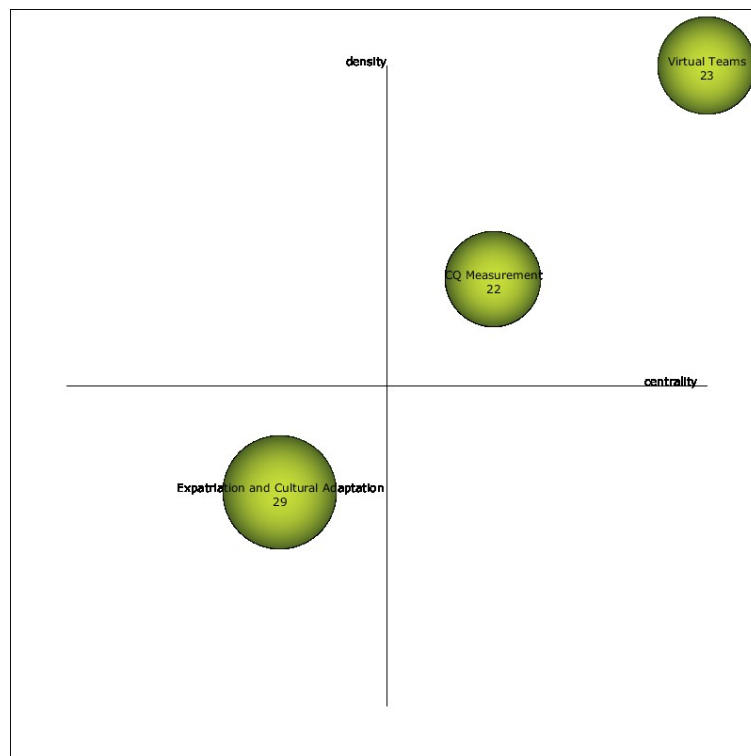 density
Virtual Teams
23
CQ Measurement
22
centrality
Expatriation and Cultural Adaptation
29